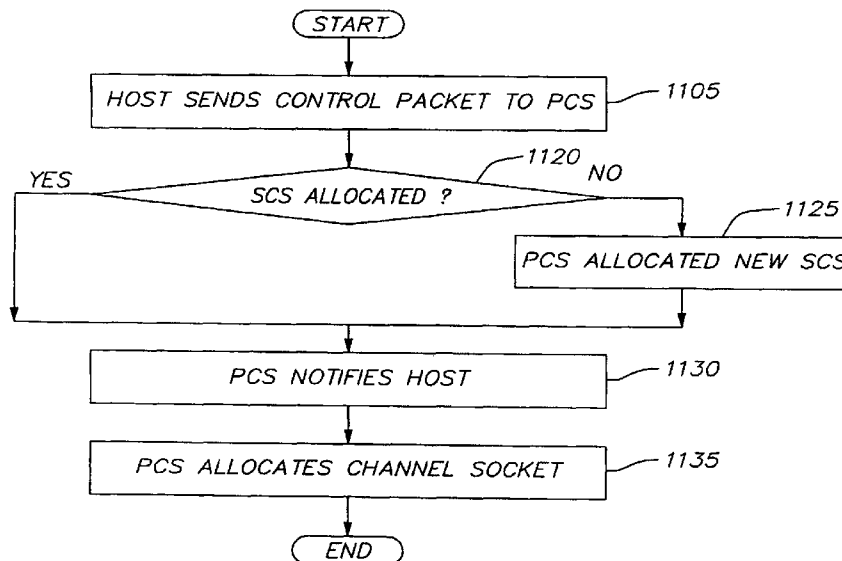 START
HOST SENDS CONTROL PACKET TO PCS
1105
1120
YES
NO
SCS ALLOCATED ?
1125
PCS ALLOCATED NEW SCS
PCS NOTIFIES HOST
1130
PCS ALLOCATES CHANNEL SOCKET
1135
END